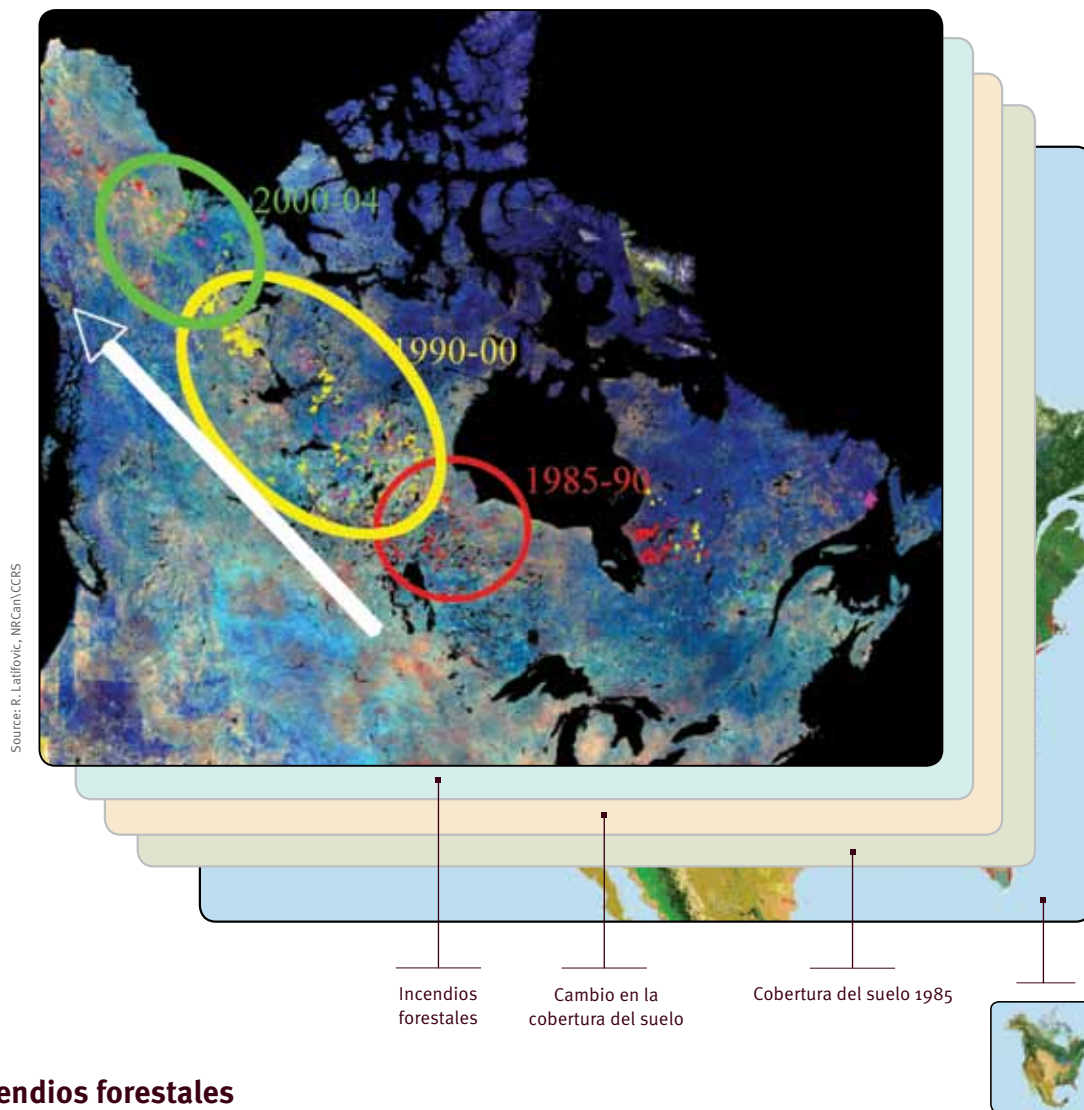 2000-04
1990-00
1985-90
Source: R. Latifovic, NRCan\CCRS
Incendios
forestales
Cambio en la
cobertura del suelo
Cobertura del suelo 1985
endios forestales